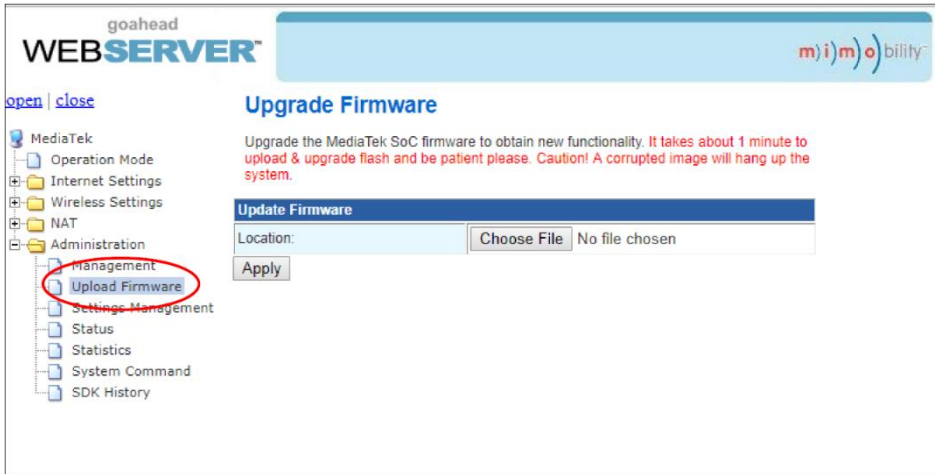 goahead
WEBSERVER™
m)i)m)o)bility™
open | close
MediaTek
Operation Mode
Internet Settings
Wireless Settings
NAT
Administration
Management
Upload Firmware
Settings Management
Status
Statistics
System Command
SDK History
Upgrade Firmware
Upgrade the MediaTek SoC firmware to obtain new functionality. It takes about 1 minute to
upload & upgrade flash and be patient please. Caution! A corrupted image will hang up the
system.
Update Firmware
Location: Choose File No file chosen
Apply